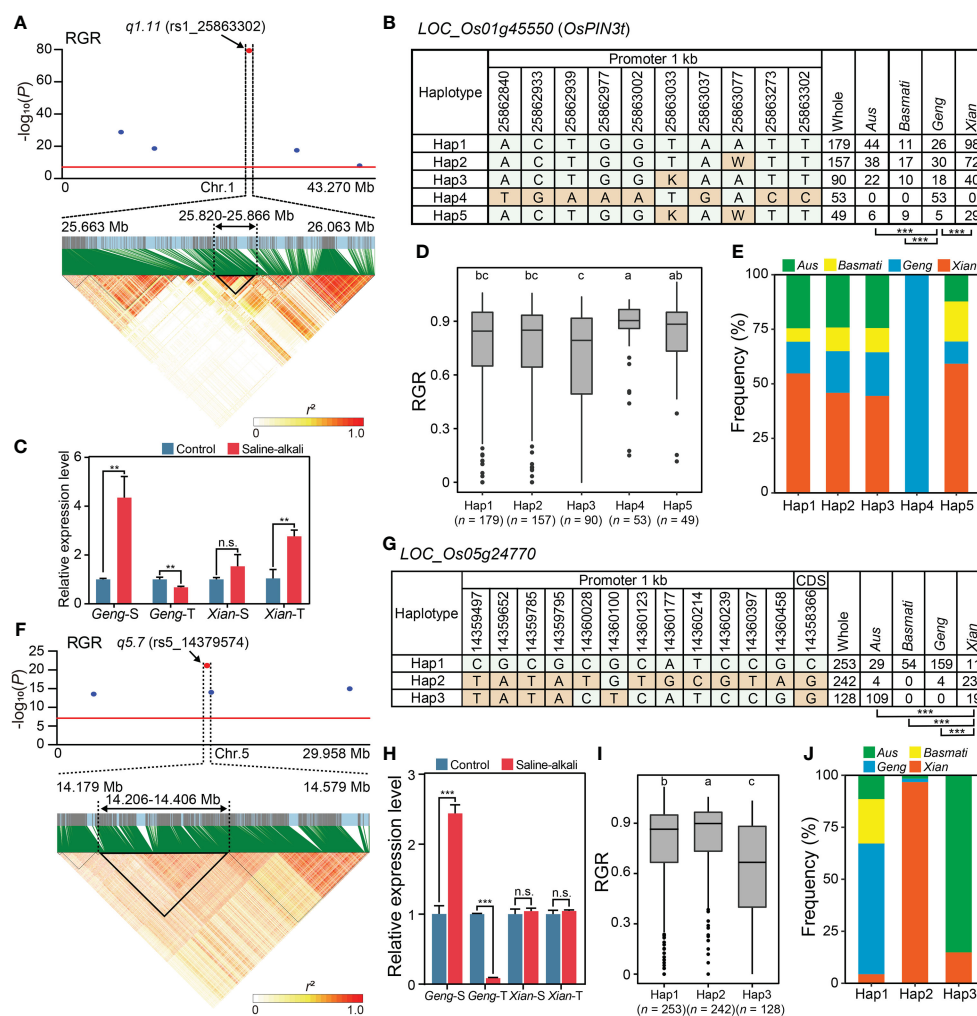 A
RGR
q1.11 (rs1_25863302)
-log₁₀(P)
80
60
40
20
0
0
Chr.1
43.270 Mb
25.663 Mb
25.820-25.866 Mb
26.063 Mb
r²
0
1.0
B
LOC_Os01g45550 (OsPIN3t)
Haplotype
Promoter 1 kb
25862840 25862933 25862939 25862977 25863002 25863033 25863037 25863077 25863273 25863302 Whole Aus Basmati Geng Xian
Hap1 A C T G G T A A T T 179 44 11 26 98
Hap2 A C T G G T A W T T 157 38 17 30 72
Hap3 A C T G G K A A T T 90 22 10 18 40
Hap4 T G A A A T G A C C 53 0 0 53 0
Hap5 A C T G G K A W T T 49 6 9 5 29
*** ***
***
C
Control Saline-alkali
Relative expression level
6
4
2
0
** ** n.s. **
Geng-S Geng-T Xian-S Xian-T
D
RGR
0.9
0.6
0.3
0
bc bc c a ab
Hap1 Hap2 Hap3 Hap4 Hap5
(n = 179) (n = 157) (n = 90) (n = 53) (n = 49)
E
Aus Basmati Geng Xian
Frequency (%)
100
75
50
25
0
Hap1 Hap2 Hap3 Hap4 Hap5
F
RGR
q5.7 (rs5_14379574)
-log₁₀(P)
25
20
15
10
5
0
0
Chr.5
29.958 Mb
14.179 Mb
14.206-14.406 Mb
14.579 Mb
r²
0
1.0
G
LOC_Os05g24770
Haplotype
Promoter 1 kb
CDS
14359497 14359652 14359785 14359795 14360028 14360100 14360123 14360177 14360214 14360239 14360397 14360458 14358366 Whole Aus Basmati Geng Xian
Hap1 C G C G C G C A T C C G C 253 29 54 159 11
Hap2 T A T A T G T G C G T A G 242 4 0 4 23
Hap3 T A T A C T C A T C C G G 128 109 0 0 19
***
***
***
H
Control Saline-alkali
Relative expression level
3
2
1
0
*** *** n.s. n.s.
Geng-S Geng-T Xian-S Xian-T
I
RGR
0.9
0.6
0.3
0
b a c
Hap1 Hap2 Hap3
(n = 253) (n = 242) (n = 128)
J
Aus Basmati
Geng Xian
Frequency (%)
100
75
50
25
0
Hap1 Hap2 Hap3